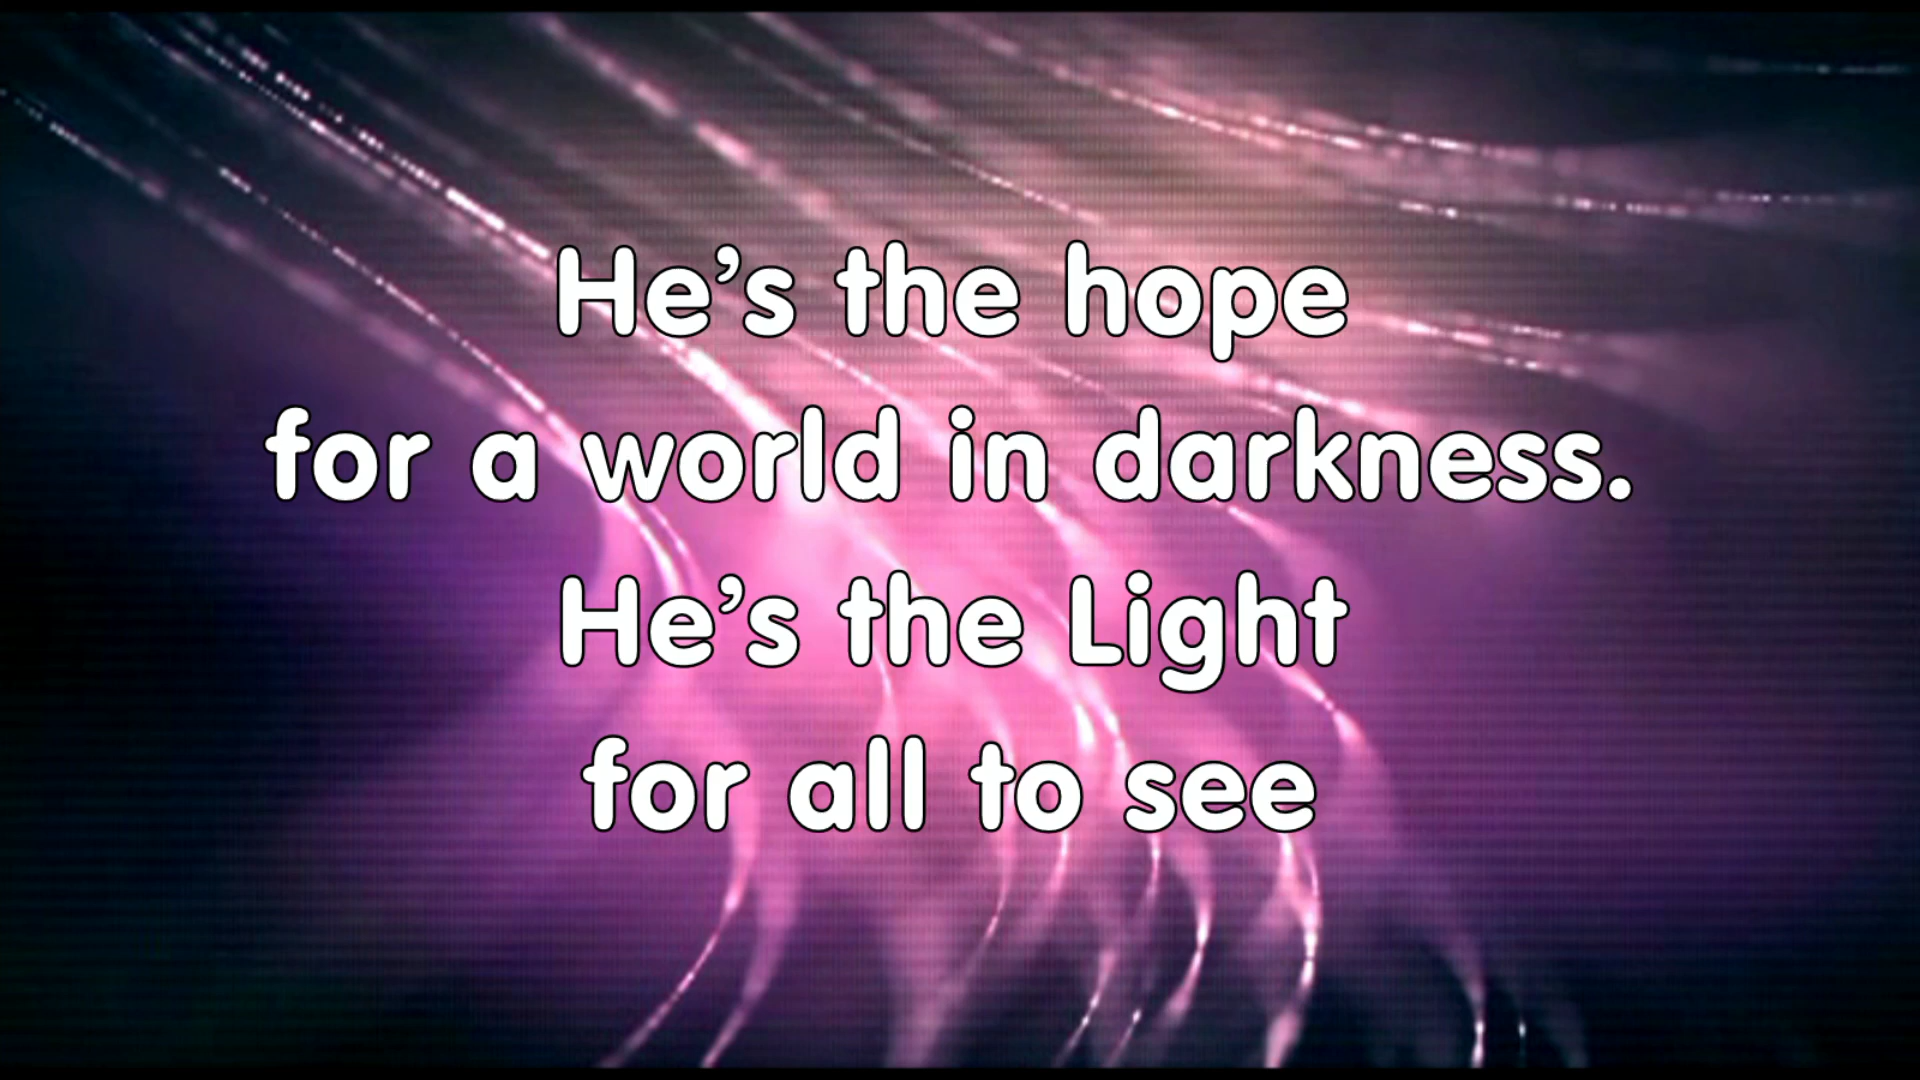 He’s the hope
for a world in darkness.
He’s the Light
for all to see